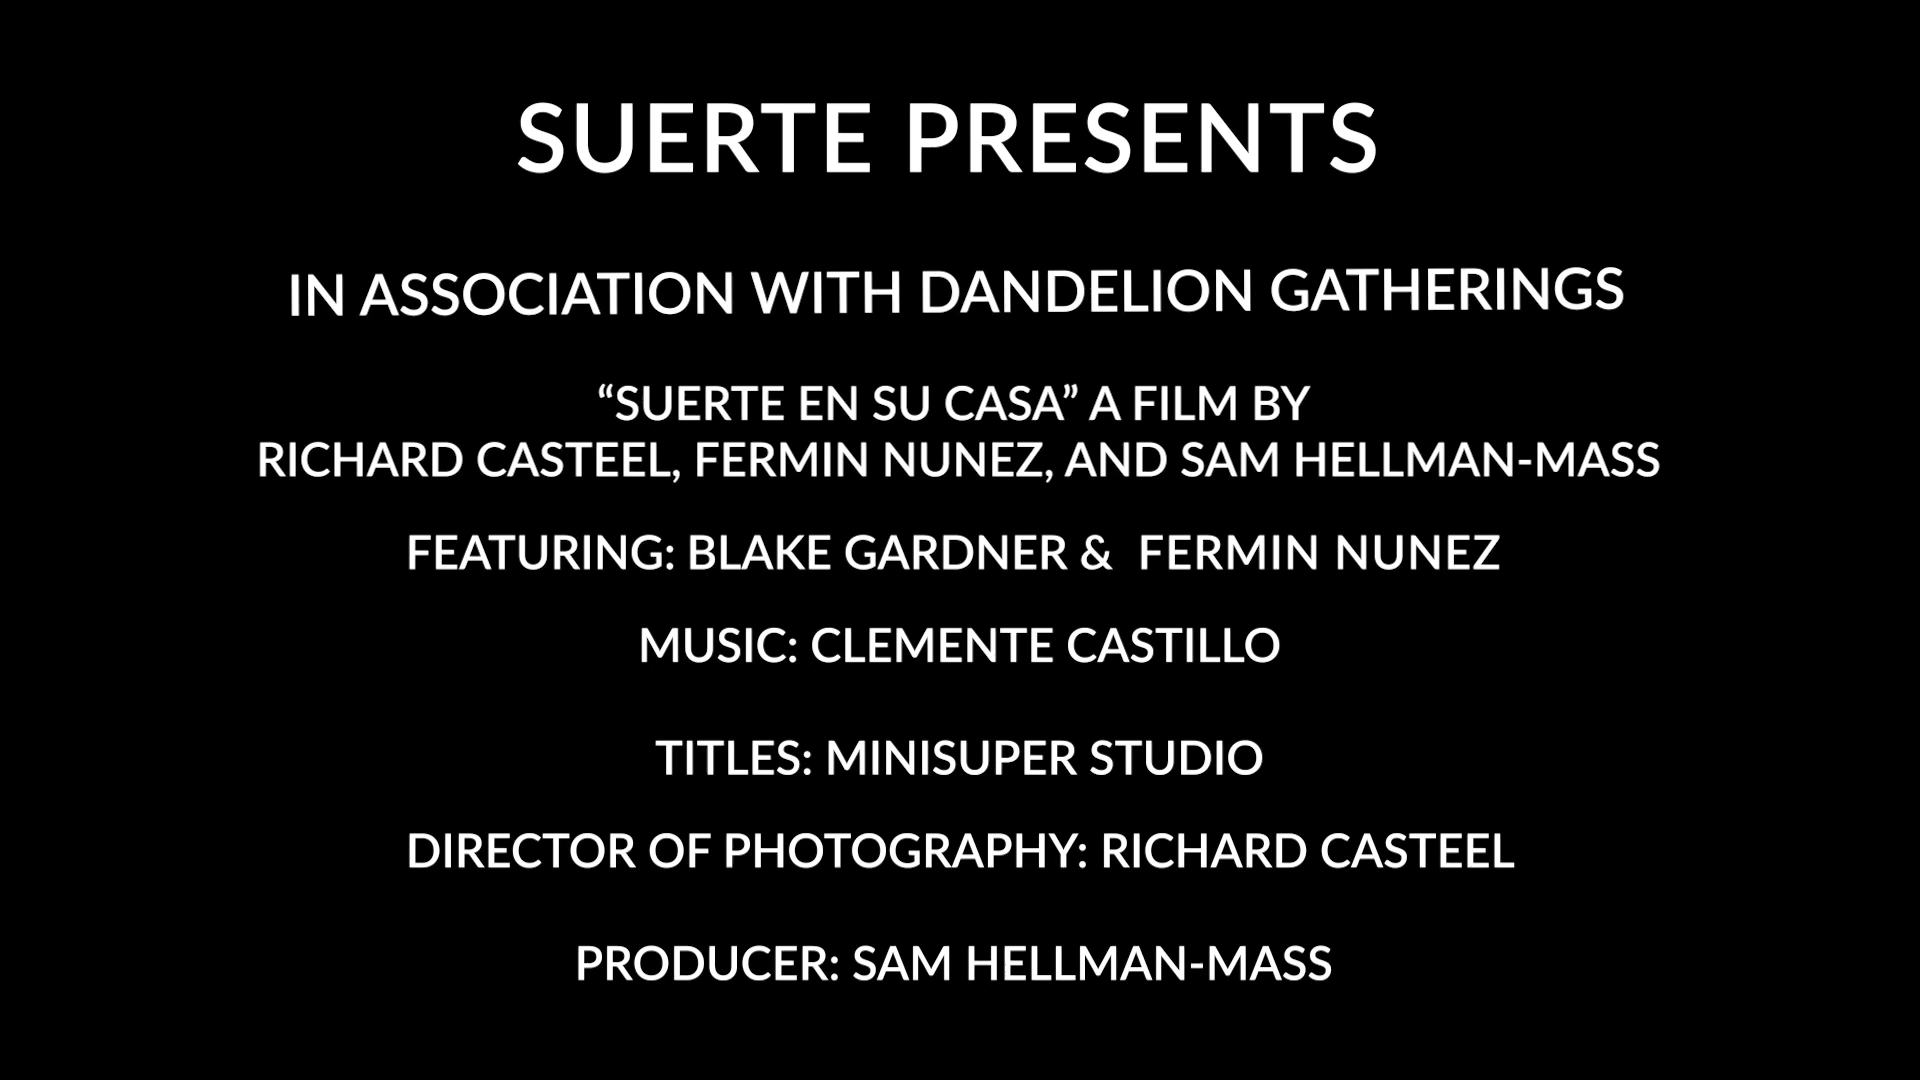 SUERTE PRESENTS
IN ASSOCIATION WITH DANDELION GATHERINGS
“SUERTE EN SU CASA” A FILM BY
RICHARD CASTEEL, FERMIN NUNEZ, AND SAM HELLMAN-MASS
FEATURING: BLAKE GARDNER & FERMIN NUNEZ
MUSIC: CLEMENTE CASTILLO
TITLES: MINISUPER STUDIO
DIRECTOR OF PHOTOGRAPHY: RICHARD CASTEEL
PRODUCER: SAM HELLMAN-MASS